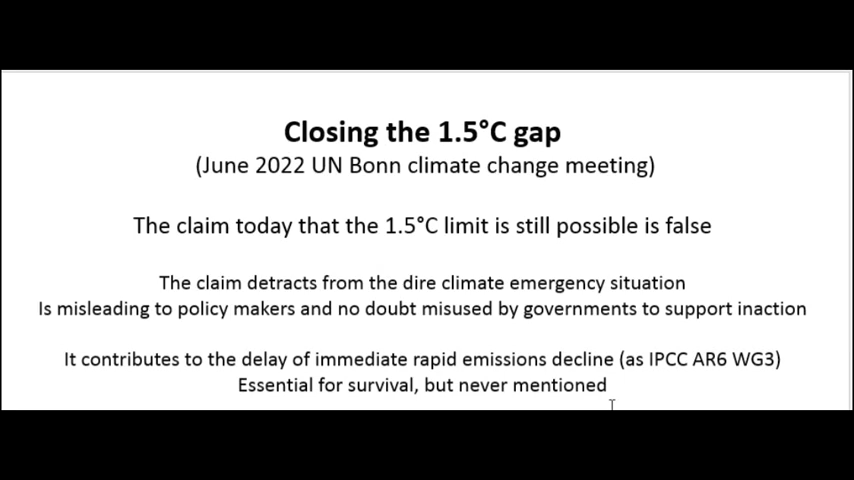 Closing the 1.5°C gap
(June 2022 UN Bonn climate change meeting)
The claim today that the 1.5°C limit is still possible is false
The claim detracts from the dire climate emergency situation
Is misleading to policy makers and no doubt misused by governments to support inaction
It contributes to the delay of immediate rapid emissions decline (as IPCC AR6 WG3)
Essential for survival, but never mentioned